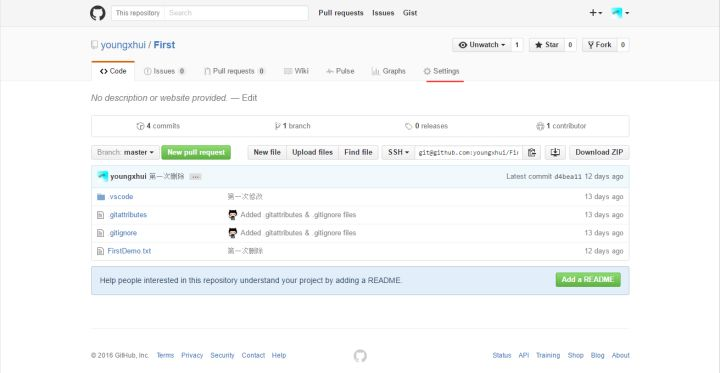 This repository Search Pull requests Issues Gist
youngxhui / First Unwatch 1 Star 0 Fork 0
Code Issues 0 Pull requests 0 Wiki Pulse Graphs Settings
No description or website provided. — Edit
4 commits 1 branch 0 releases 1 contributor
Branch: master New pull request New file Upload files Find file SSH git@github.com:youngxhui/Fir Download ZIP
youngxhui 第一次删除 ... Latest commit d4bea11 12 days ago
.vscode 第一次修改 13 days ago
.gitattributes Added .gitattributes & .gitignore files 13 days ago
.gitignore Added .gitattributes & .gitignore files 13 days ago
FirstDemo.txt 第一次删除 12 days ago
Help people interested in this repository understand your project by adding a README. Add a README
© 2016 GitHub, Inc. Terms Privacy Security Contact Help Status API Training Shop Blog About